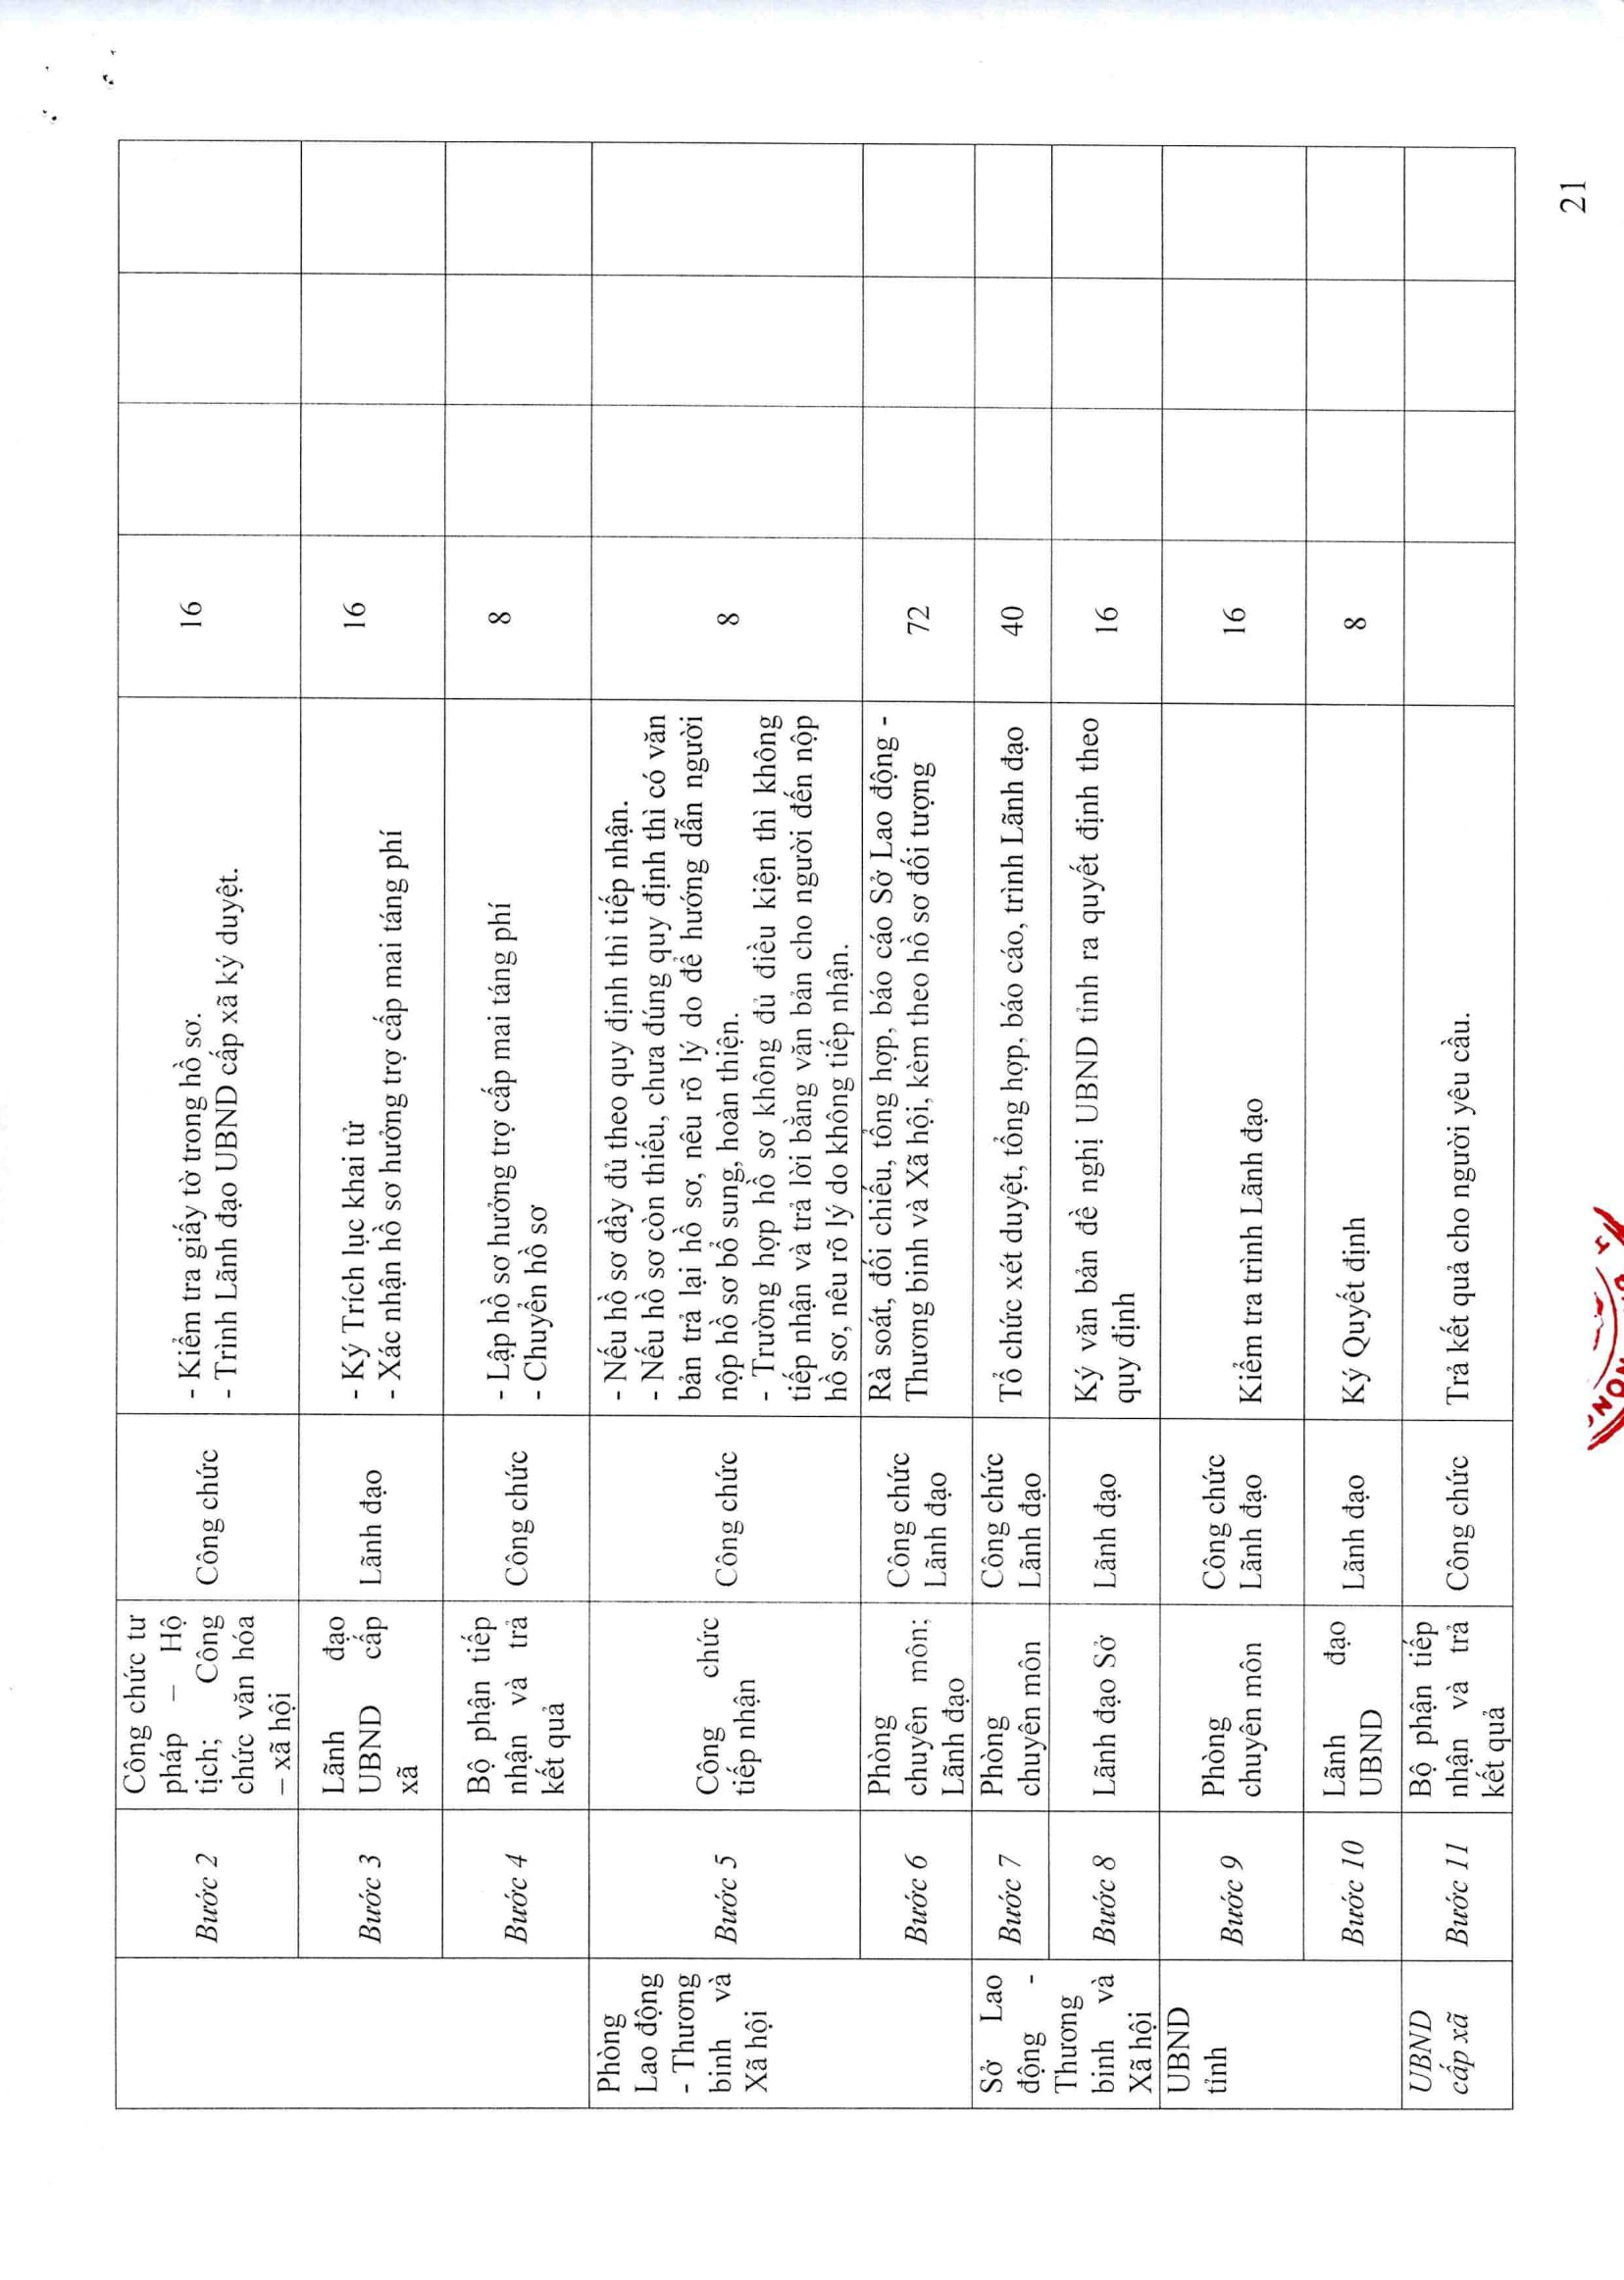 Công chức tư
pháp – Hộ
tịch; Công
chức văn hóa
– xã hội
Bước 2
Công chức
- Kiểm tra giấy tờ trong hồ sơ.
- Trình Lãnh đạo UBND cấp xã ký duyệt.
16
Bước 3
Lãnh đạo
UBND cấp
xã
Lãnh đạo
- Ký Trích lục khai tử
- Xác nhận hồ sơ hưởng trợ cấp mai táng phí
16
Bước 4
Bộ phận tiếp
nhận và trả
kết quả
Công chức
- Lập hồ sơ hưởng trợ cấp mai táng phí
- Chuyển hồ sơ
8
Phòng
Lao động
- Thương
binh và
Xã hội
Bước 5
Công chức
tiếp nhận
Công chức
- Nếu hồ sơ đầy đủ theo quy định thì tiếp nhận.
- Nếu hồ sơ còn thiếu, chưa đúng quy định thì có văn
bản trả lại hồ sơ, nêu rõ lý do để hướng dẫn người
nộp hồ sơ bổ sung, hoàn thiện.
- Trường hợp hồ sơ không đủ điều kiện thì không
tiếp nhận và trả lời bằng văn bản cho người đến nộp
hồ sơ, nêu rõ lý do không tiếp nhận.
8
Bước 6
Phòng
chuyên môn;
Lãnh đạo
Công chức
Lãnh đạo
Rà soát, đối chiếu, tổng hợp, báo cáo Sở Lao động -
Thương binh và Xã hội, kèm theo hồ sơ đối tượng
72
Sở Lao
động -
Thương
binh và
Xã hội
Bước 7
Phòng
chuyên môn
Công chức
Lãnh đạo
Tổ chức xét duyệt, tổng hợp, báo cáo, trình Lãnh đạo
40
Bước 8
Lãnh đạo Sở
Lãnh đạo
Ký văn bản đề nghị UBND tỉnh ra quyết định theo
quy định
16
UBND
tỉnh
Bước 9
Phòng
chuyên môn
Công chức
Lãnh đạo
Kiểm tra trình Lãnh đạo
16
Bước 10
Lãnh đạo
UBND
Lãnh đạo
Ký Quyết định
8
UBND
cấp xã
Bước 11
Bộ phận tiếp
nhận và trả
kết quả
Công chức
Trả kết quả cho người yêu cầu.
21